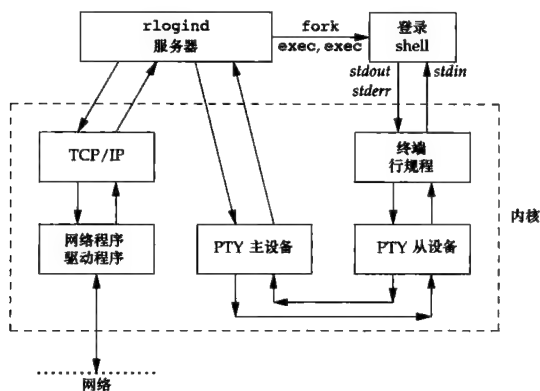 rlogind
服务器
fork
exec, exec
登录
shell
stdout
stderr
stdin
TCP/IP
终端
行规程
网络程序
驱动程序
PTY 主设备
PTY 从设备
内核
网络